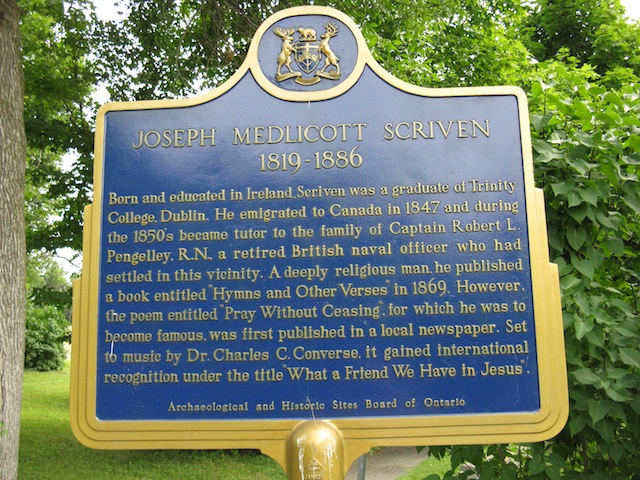 JOSEPH MEDLICOTT SCRIVEN
1819-1886
Born and educated in Ireland, Scriven was a graduate of Trinity
College, Dublin. He emigrated to Canada in 1847 and during
the 1850's became tutor to the family of Captain Robert L.
Pengelley, R.N., a retired British naval officer who had
settled in this vicinity. A deeply religious man, he published
a book entitled "Hymns and Other Verses" in 1869. However,
the poem entitled "Pray Without Ceasing", for which he was to
become famous, was first published in a local newspaper. Set
to music by Dr. Charles C. Converse, it gained international
recognition under the title "What a Friend We Have in Jesus".
Archaeological and Historic Sites Board of Ontario